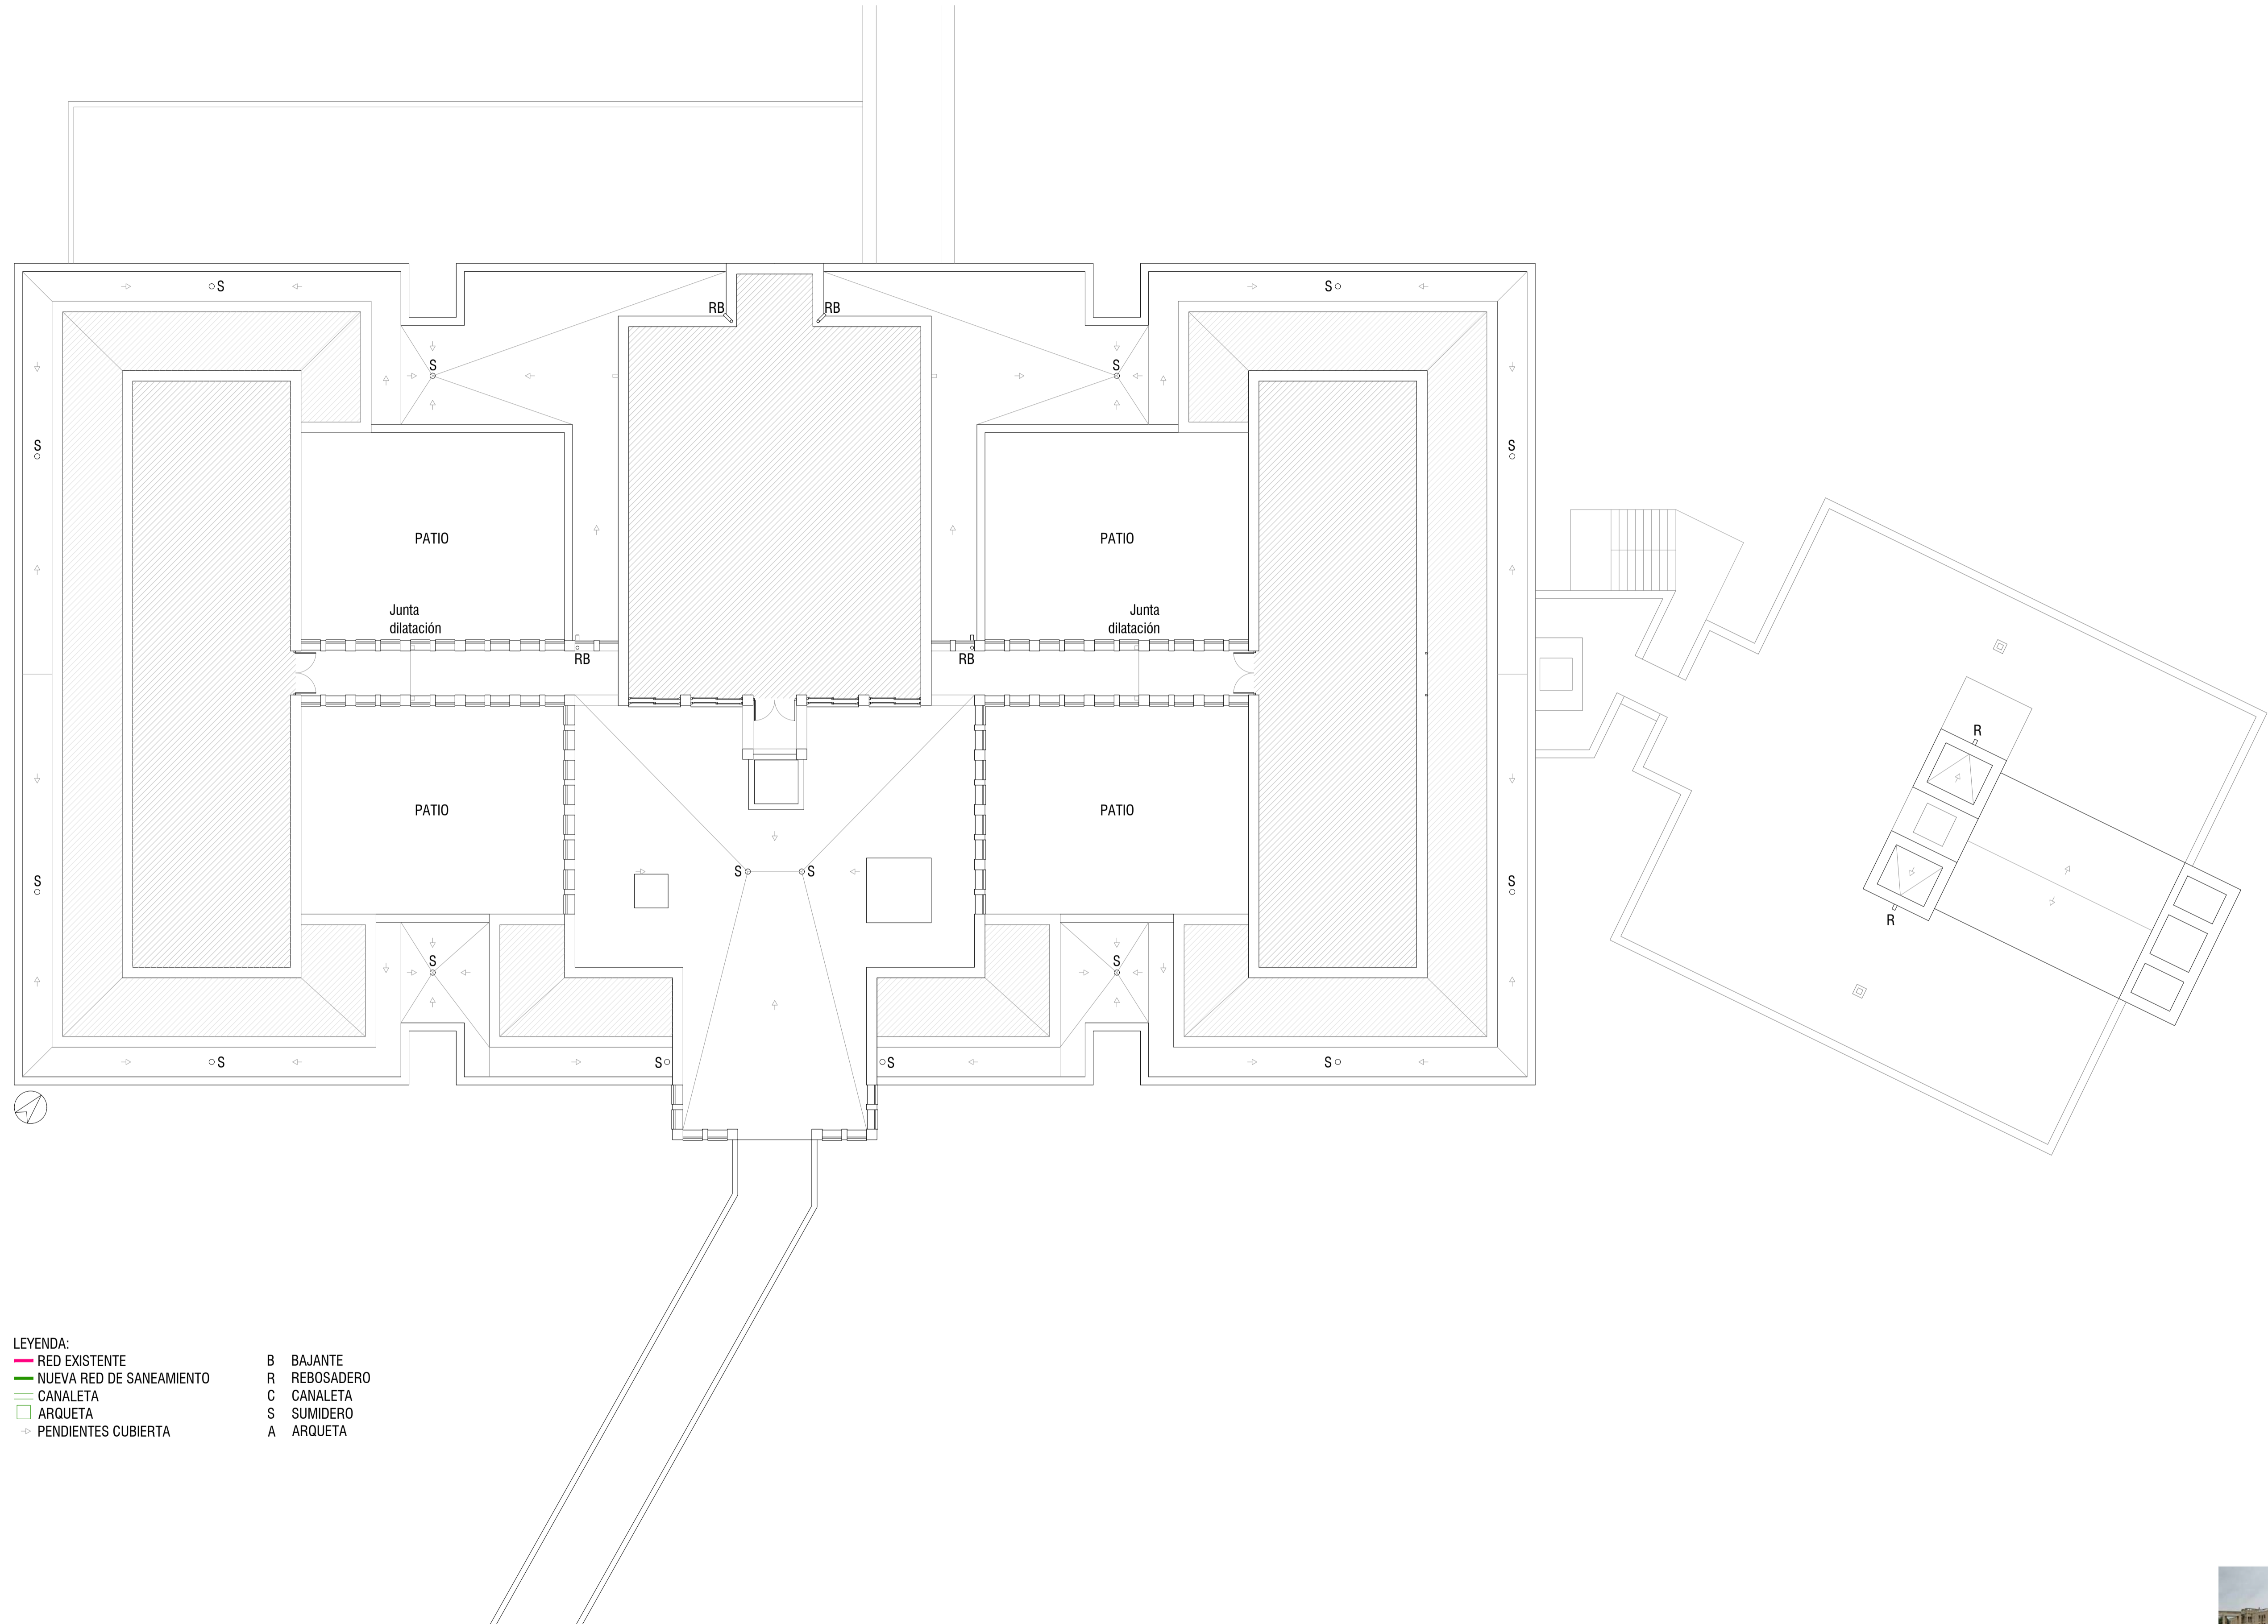 S
S
RB
RB
S
S
S
S
PATIO
PATIO
Junta
dilatación
Junta
dilatación
RB
RB
R
PATIO
PATIO
S
S
S
S
R
S
S
S
S
S
S
LEYENDA:
RED EXISTENTE
NUEVA RED DE SANEAMIENTO
CANALETA
ARQUETA
PENDIENTES CUBIERTA
B BAJANTE
R REBOSADERO
C CANALETA
S SUMIDERO
A ARQUETA